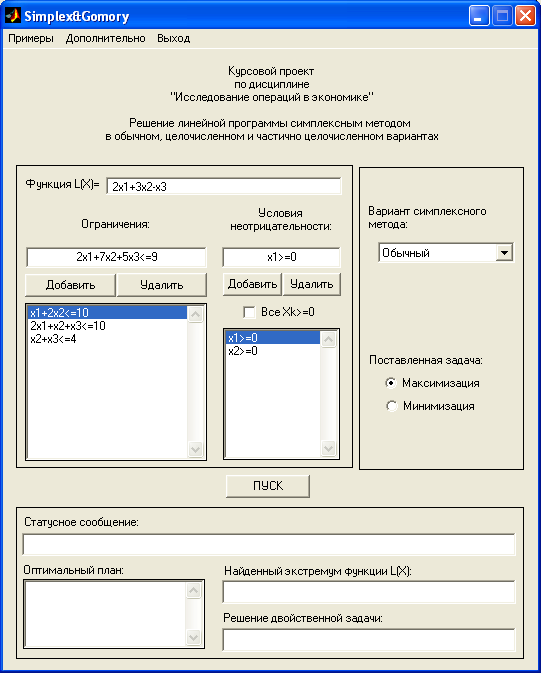 Simplex&Gomory
Примеры Дополнительно Выход
Курсовой проект
по дисциплине
"Исследование операций в экономике"
Решение линейной программы симплексным методом
в обычном, целочисленном и частично целочисленном вариантах
Функция L(X)= 2x1+3x2-x3
Ограничения:
2x1+7x2+5x3<=9
Добавить Удалить
x1+2x2<=10
2x1+x2+x3<=10
x2+x3<=4
Условия
неотрицательности:
x1>=0
Добавить Удалить
Все Xk>=0
x1>=0
x2>=0
Вариант симплексного
метода:
Обычный
Поставленная задача:
Максимизация
Минимизация
ПУСК
Статусное сообщение:
Оптимальный план:
Найденный экстремум функции L(X):
Решение двойственной задачи: